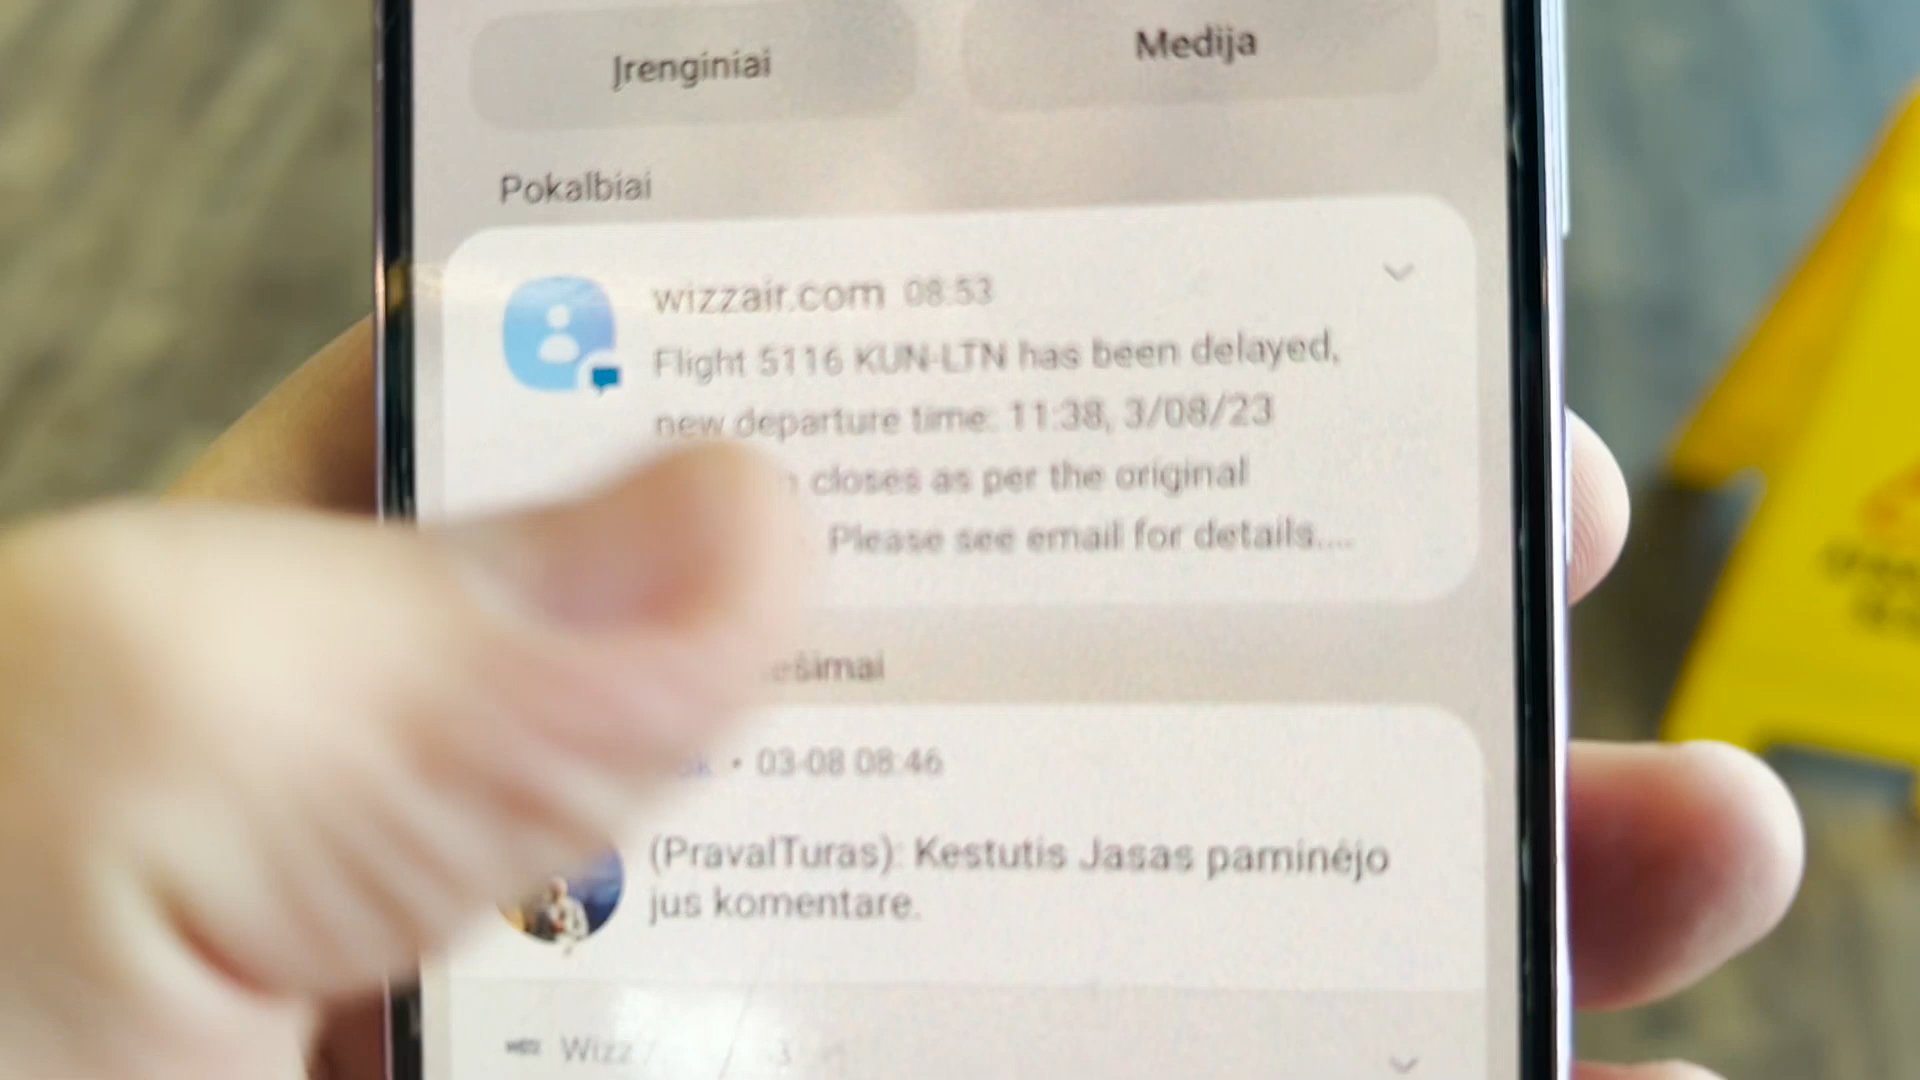 Įrenginiai
Medija
Pokalbiai
wizzair.com 08:53
Flight 5116 KUN-LTN has been delayed,
new departure time: 11:38, 3/08/23
closes as per the original
Please see email for details....
03-08 08:46
(PravalTuras): Kestutis Jasas paminėjo
jus komentare.
Wizz